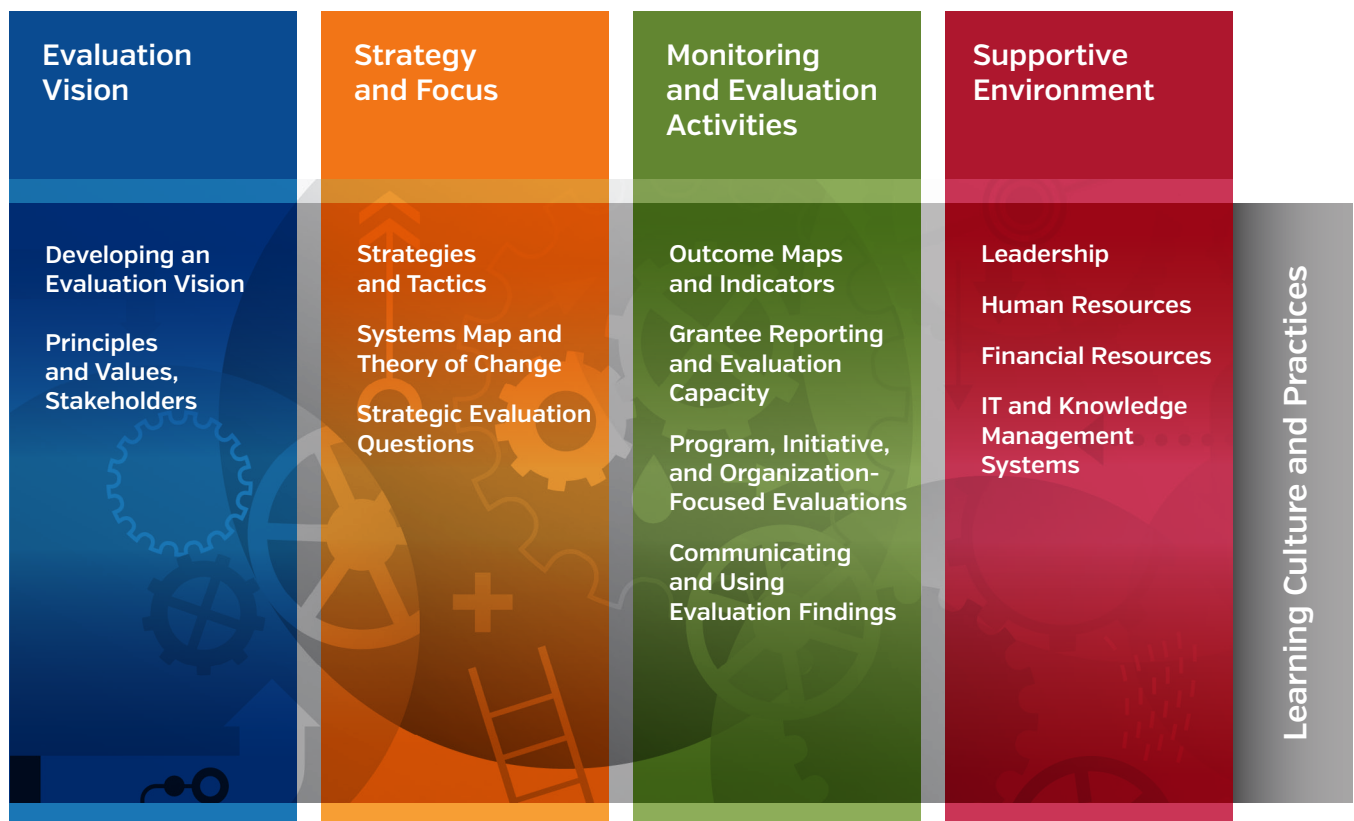 Evaluation
Vision
Developing an
Evaluation Vision
Principles
and Values,
Stakeholders
Strategy
and Focus
Strategies
and Tactics
Systems Map and
Theory of Change
Strategic Evaluation
Questions
Monitoring
and Evaluation
Activities
Outcome Maps
and Indicators
Grantee Reporting
and Evaluation
Capacity
Program, Initiative,
and Organization-
Focused Evaluations
Communicating
and Using
Evaluation Findings
Supportive
Environment
Leadership
Human Resources
Financial Resources
IT and Knowledge
Management
Systems
Learning Culture and Practices